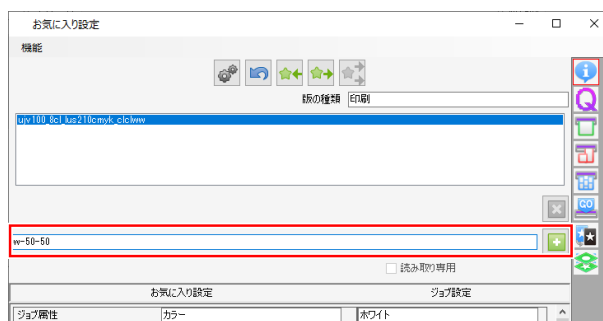 お気に入り設定
機能
版の種類 印刷
ujv100_8cl_lus210cmyk_clclww
w-50-50
読み取り専用
お気に入り設定 ジョブ設定
ジョブ属性 カラー ホワイト
Q
GO